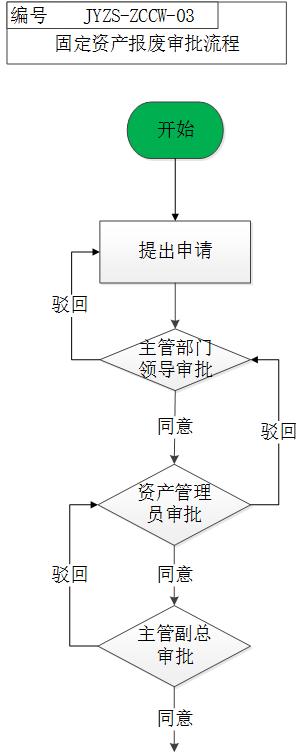 编号 JYZS-ZCCW-03
固定资产报废审批流程
开始
提出申请
驳回
主管部门
领导审批
同意
驳回
资产管理
员审批
驳回
同意
主管副总
审批
同意